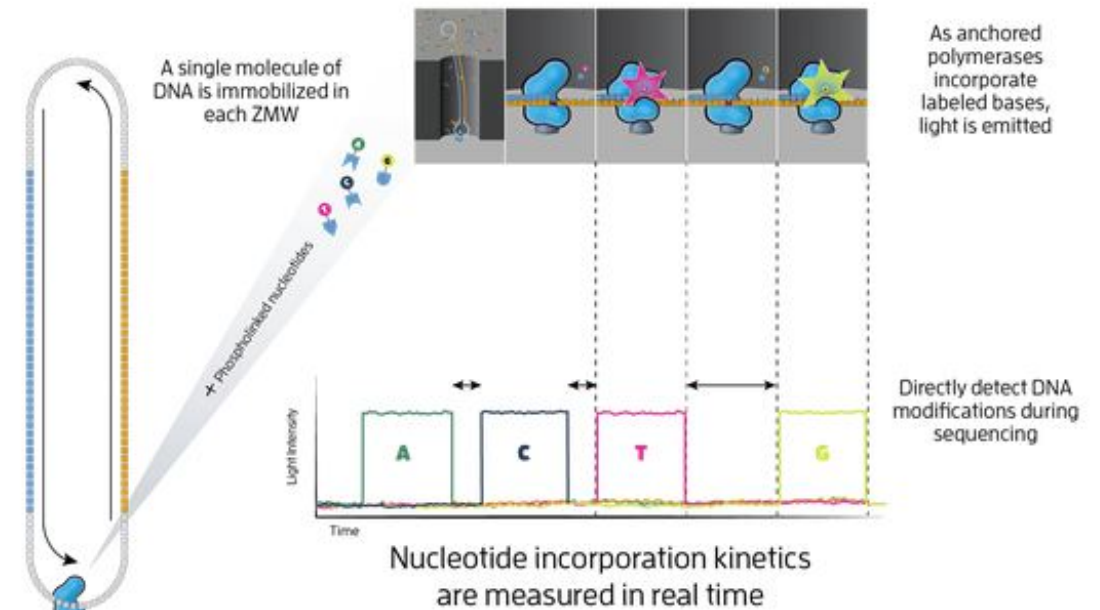 A single molecule of
DNA is immobilized in
each ZMW
As anchored
polymerases
incorporate
labeled bases,
light is emitted
A
G
C
T
+ Phospholinked nucleotides
Light Intensity
A
C
T
G
Time
Directly detect DNA
modifications during
sequencing
Nucleotide incorporation kinetics
are measured in real time